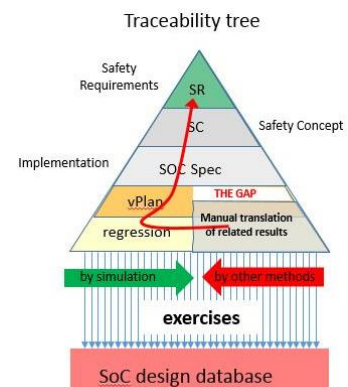 Traceability tree
Safety
Requirements
SR
SC
Safety Concept
Implementation
SOC Spec
THE GAP
vPlan
Manual translation
of related results
regression
by simulation
by other methods
exercises
SoC design database